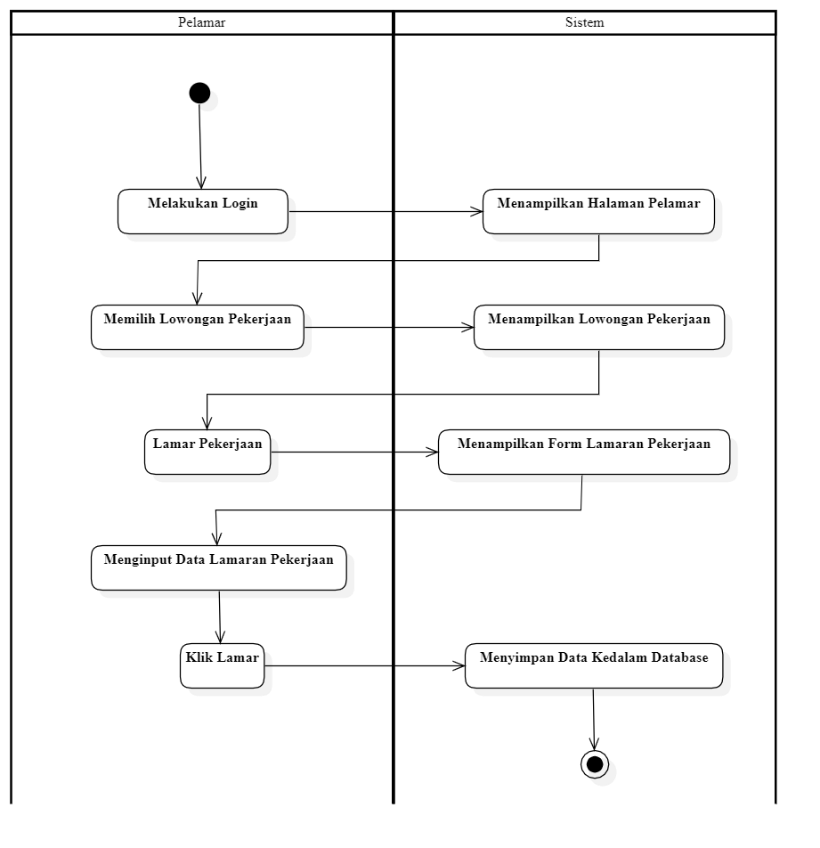 Pelamar
Sistem
Melakukan Login
Menampilkan Halaman Pelamar
Memilih Lowongan Pekerjaan
Menampilkan Lowongan Pekerjaan
Lamar Pekerjaan
Menampilkan Form Lamaran Pekerjaan
Menginput Data Lamaran Pekerjaan
Klik Lamar
Menyimpan Data Kedalam Database